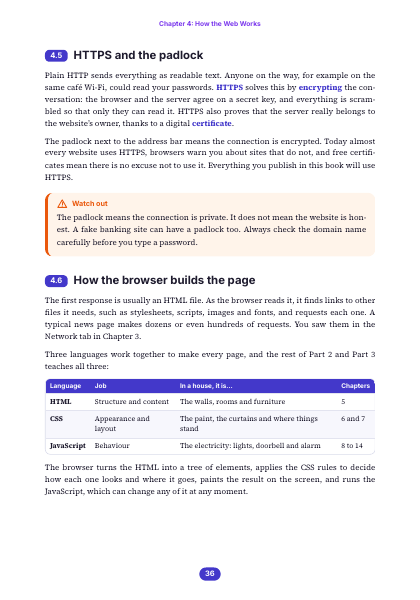 Chapter 4: How the Web Works
4.5 HTTPS and the padlock
Plain HTTP sends everything as readable text. Anyone on the way, for example on the
same café Wi-Fi, could read your passwords. HTTPS solves this by encrypting the con-
versation: the browser and the server agree on a secret key, and everything is scram-
bled so that only they can read it. HTTPS also proves that the server really belongs to
the website's owner, thanks to a digital certificate.
The padlock next to the address bar means the connection is encrypted. Today almost
every website uses HTTPS, browsers warn you about sites that do not, and free certifi-
cates mean there is no excuse not to use it. Everything you publish in this book will use
HTTPS.
Watch out
The padlock means the connection is private. It does not mean the website is hon-
est. A fake banking site can have a padlock too. Always check the domain name
carefully before you type a password.
4.6 How the browser builds the page
The first response is usually an HTML file. As the browser reads it, it finds links to other
files it needs, such as stylesheets, scripts, images and fonts, and requests each one. A
typical news page makes dozens or even hundreds of requests. You saw them in the
Network tab in Chapter 3.
Three languages work together to make every page, and the rest of Part 2 and Part 3
teaches all three:
Language Job In a house, it is... Chapters
HTML Structure and content The walls, rooms and furniture 5
CSS Appearance and The paint, the curtains and where things 6 and 7
layout stand
JavaScript Behaviour The electricity: lights, doorbell and alarm 8 to 14
The browser turns the HTML into a tree of elements, applies the CSS rules to decide
how each one looks and where it goes, paints the result on the screen, and runs the
JavaScript, which can change any of it at any moment.
36